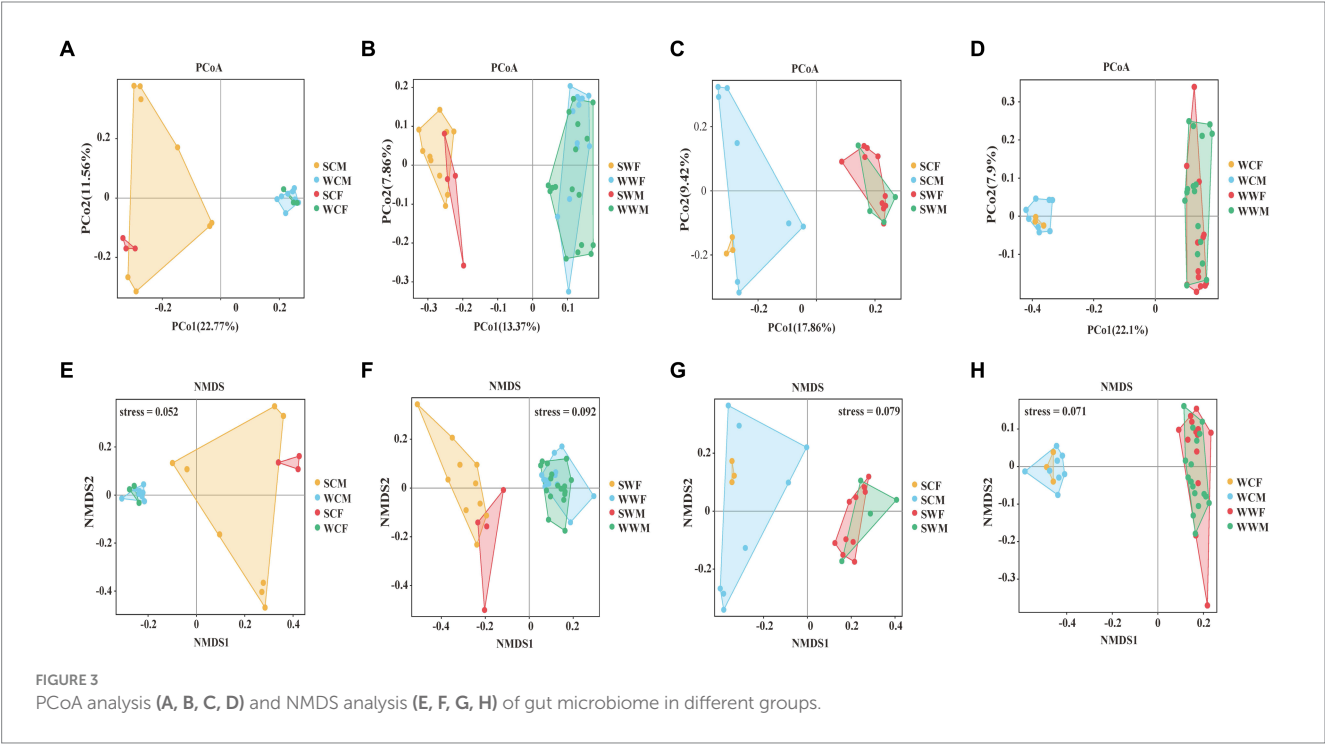 A
PCoA
PCo2(11.56%)
0.2
0
-0.2
-0.2
0
0.2
PCo1(22.77%)
SCM
WCM
SCF
WCF
B
PCoA
PCo2(7.86%)
0.2
0.1
0
-0.1
-0.2
-0.3
-0.3
-0.2
0
0.1
PCo1(13.37%)
SWF
WWF
SWM
WWM
C
PCoA
PCo2(9.42%)
0.2
0
-0.2
-0.2
0
0.2
PCo1(17.86%)
SCF
SCM
SWF
SWM
D
PCoA
PCo2(7.9%)
0.3
0.2
0.1
0
-0.1
-0.4
-0.2
0
PCo1(22.1%)
WCF
WCM
WWF
WWM
E
NMDS
stress = 0.052
NMDS2
0.2
0
-0.2
-0.4
-0.2
0
0.2
0.4
NMDS1
SCM
WCM
SCF
WCF
F
NMDS
stress = 0.092
NMDS2
0.2
0
-0.2
-0.4
-0.4
-0.2
0
0.2
NMDS1
SWF
WWF
SWM
WWM
G
NMDS
stress = 0.079
NMDS2
0.2
0
-0.2
-0.2
0
0.2
0.4
NMDS1
SCF
SCM
SWF
SWM
H
NMDS
stress = 0.071
NMDS2
0.1
0
-0.1
-0.2
-0.3
-0.4
-0.2
0
0.2
NMDS1
WCF
WCM
WWF
WWM
FIGURE 3
PCoA analysis (A, B, C, D) and NMDS analysis (E, F, G, H) of gut microbiome in different groups.